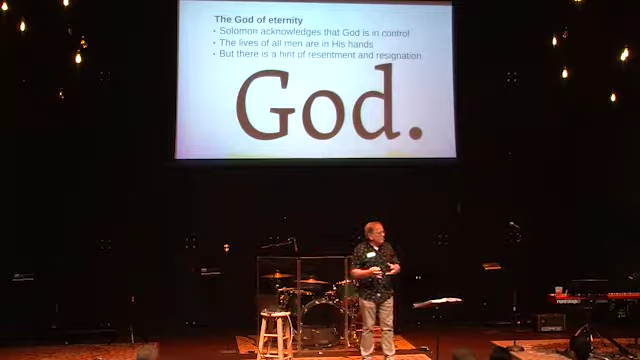 The God of eternity
• Solomon acknowledges that God is in control
• The lives of all men are in His hands
• But there is a hint of resentment and resignation
God.